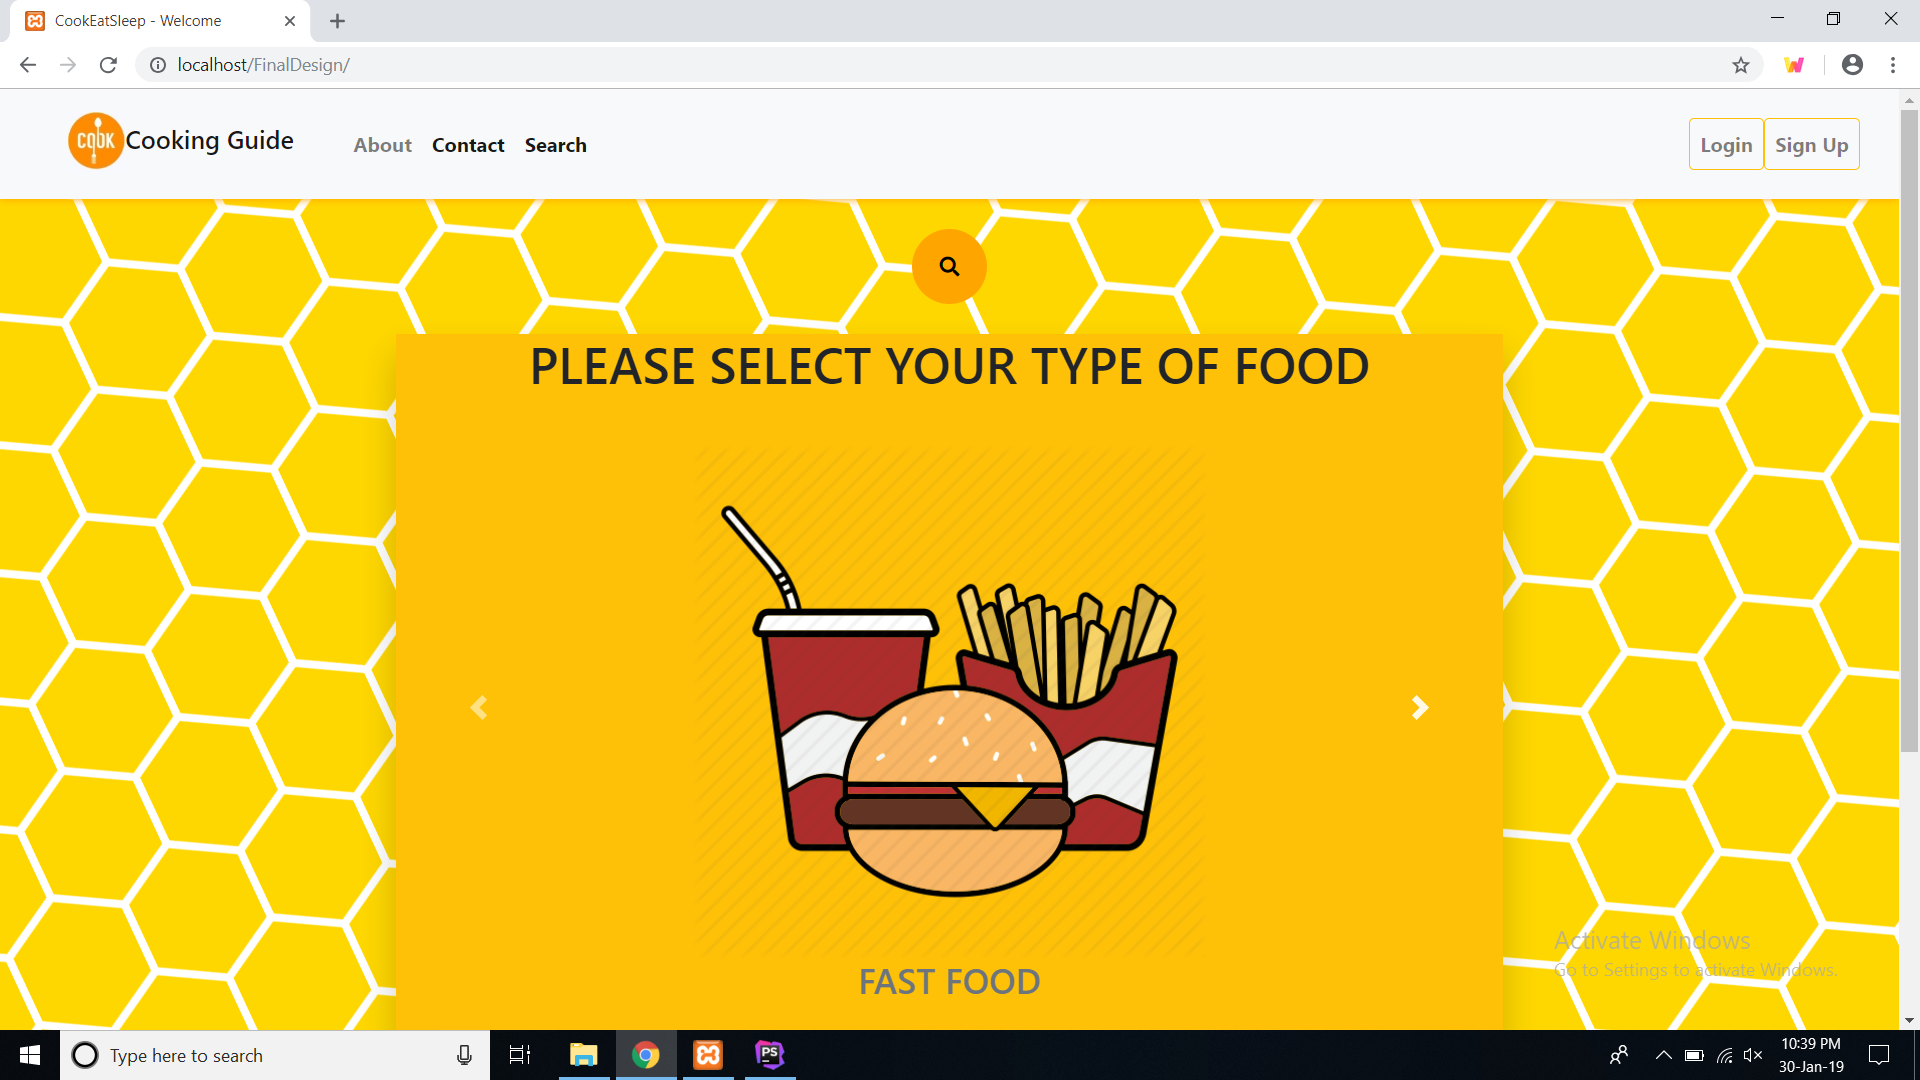 CookEatSleep - Welcome
localhost/FinalDesign/
COOK
Cooking Guide
About
Contact
Search
Login
Sign Up
PLEASE SELECT YOUR TYPE OF FOOD
FAST FOOD
Activate Windows
Go to Settings to activate Windows.
Type here to search
PS
10:39 PM
30-Jan-19